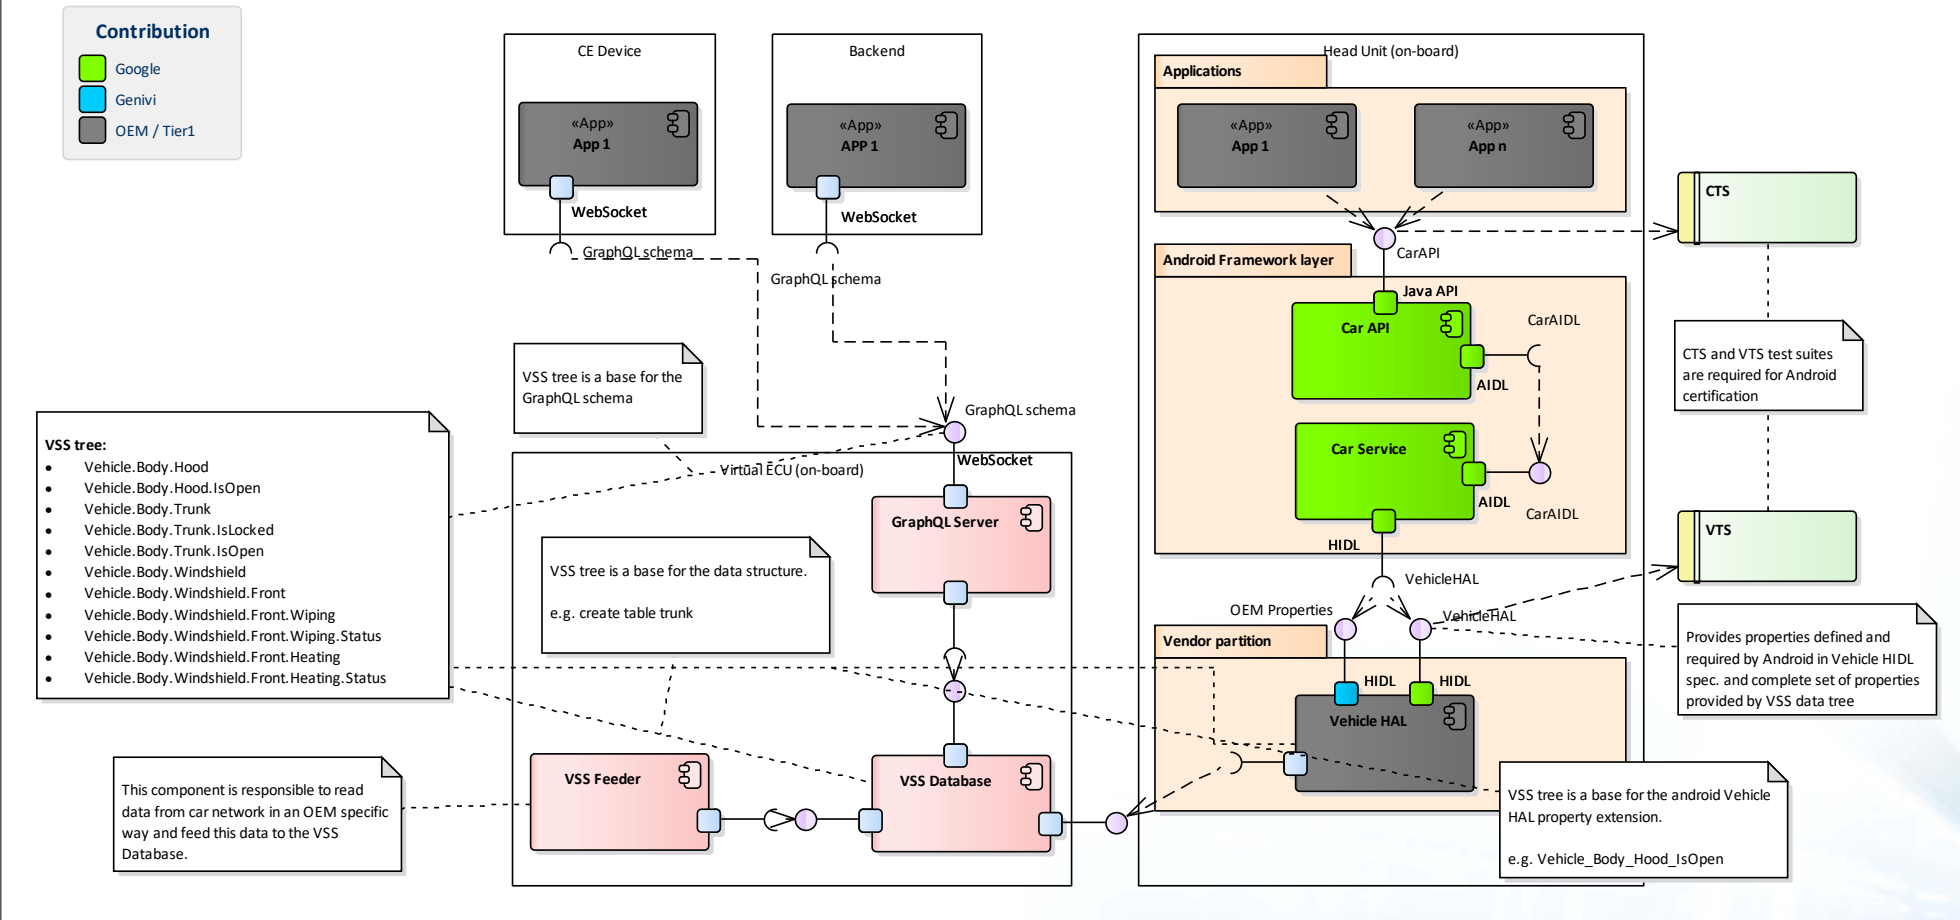 Contribution
Google
Genivi
OEM / Tier1
CE Device
«App»
App 1
WebSocket
GraphQL schema
Backend
«App»
APP 1
WebSocket
GraphQL schema
Head Unit (on-board)
Applications
«App»
App 1
«App»
App n
CarAPI
CTS
Android Framework layer
Java API
Car API
CarAIDL
AIDL
Car Service
AIDL
CarAIDL
HIDL
CTS and VTS test suites
are required for Android
certification
VTS
VehicleHAL
OEM Properties
VehicleHAL
Vendor partition
HIDL
HIDL
Vehicle HAL
Provides properties defined and
required by Android in Vehicle HIDL
spec. and complete set of properties
provided by VSS data tree
VSS tree is a base for the android Vehicle
HAL property extension.
e.g. Vehicle_Body_Hood_IsOpen
VSS tree is a base for the
GraphQL schema
GraphQL schema
WebSocket
Virtual ECU (on-board)
GraphQL Server
VSS tree is a base for the data structure.
e.g. create table trunk
VSS tree:
• Vehicle.Body.Hood
• Vehicle.Body.Hood.IsOpen
• Vehicle.Body.Trunk
• Vehicle.Body.Trunk.IsLocked
• Vehicle.Body.Trunk.IsOpen
• Vehicle.Body.Windshield
• Vehicle.Body.Windshield.Front
• Vehicle.Body.Windshield.Front.Wiping
• Vehicle.Body.Windshield.Front.Wiping.Status
• Vehicle.Body.Windshield.Front.Heating
• Vehicle.Body.Windshield.Front.Heating.Status
VSS Feeder
VSS Database
This component is responsible to read
data from car network in an OEM specific
way and feed this data to the VSS
Database.